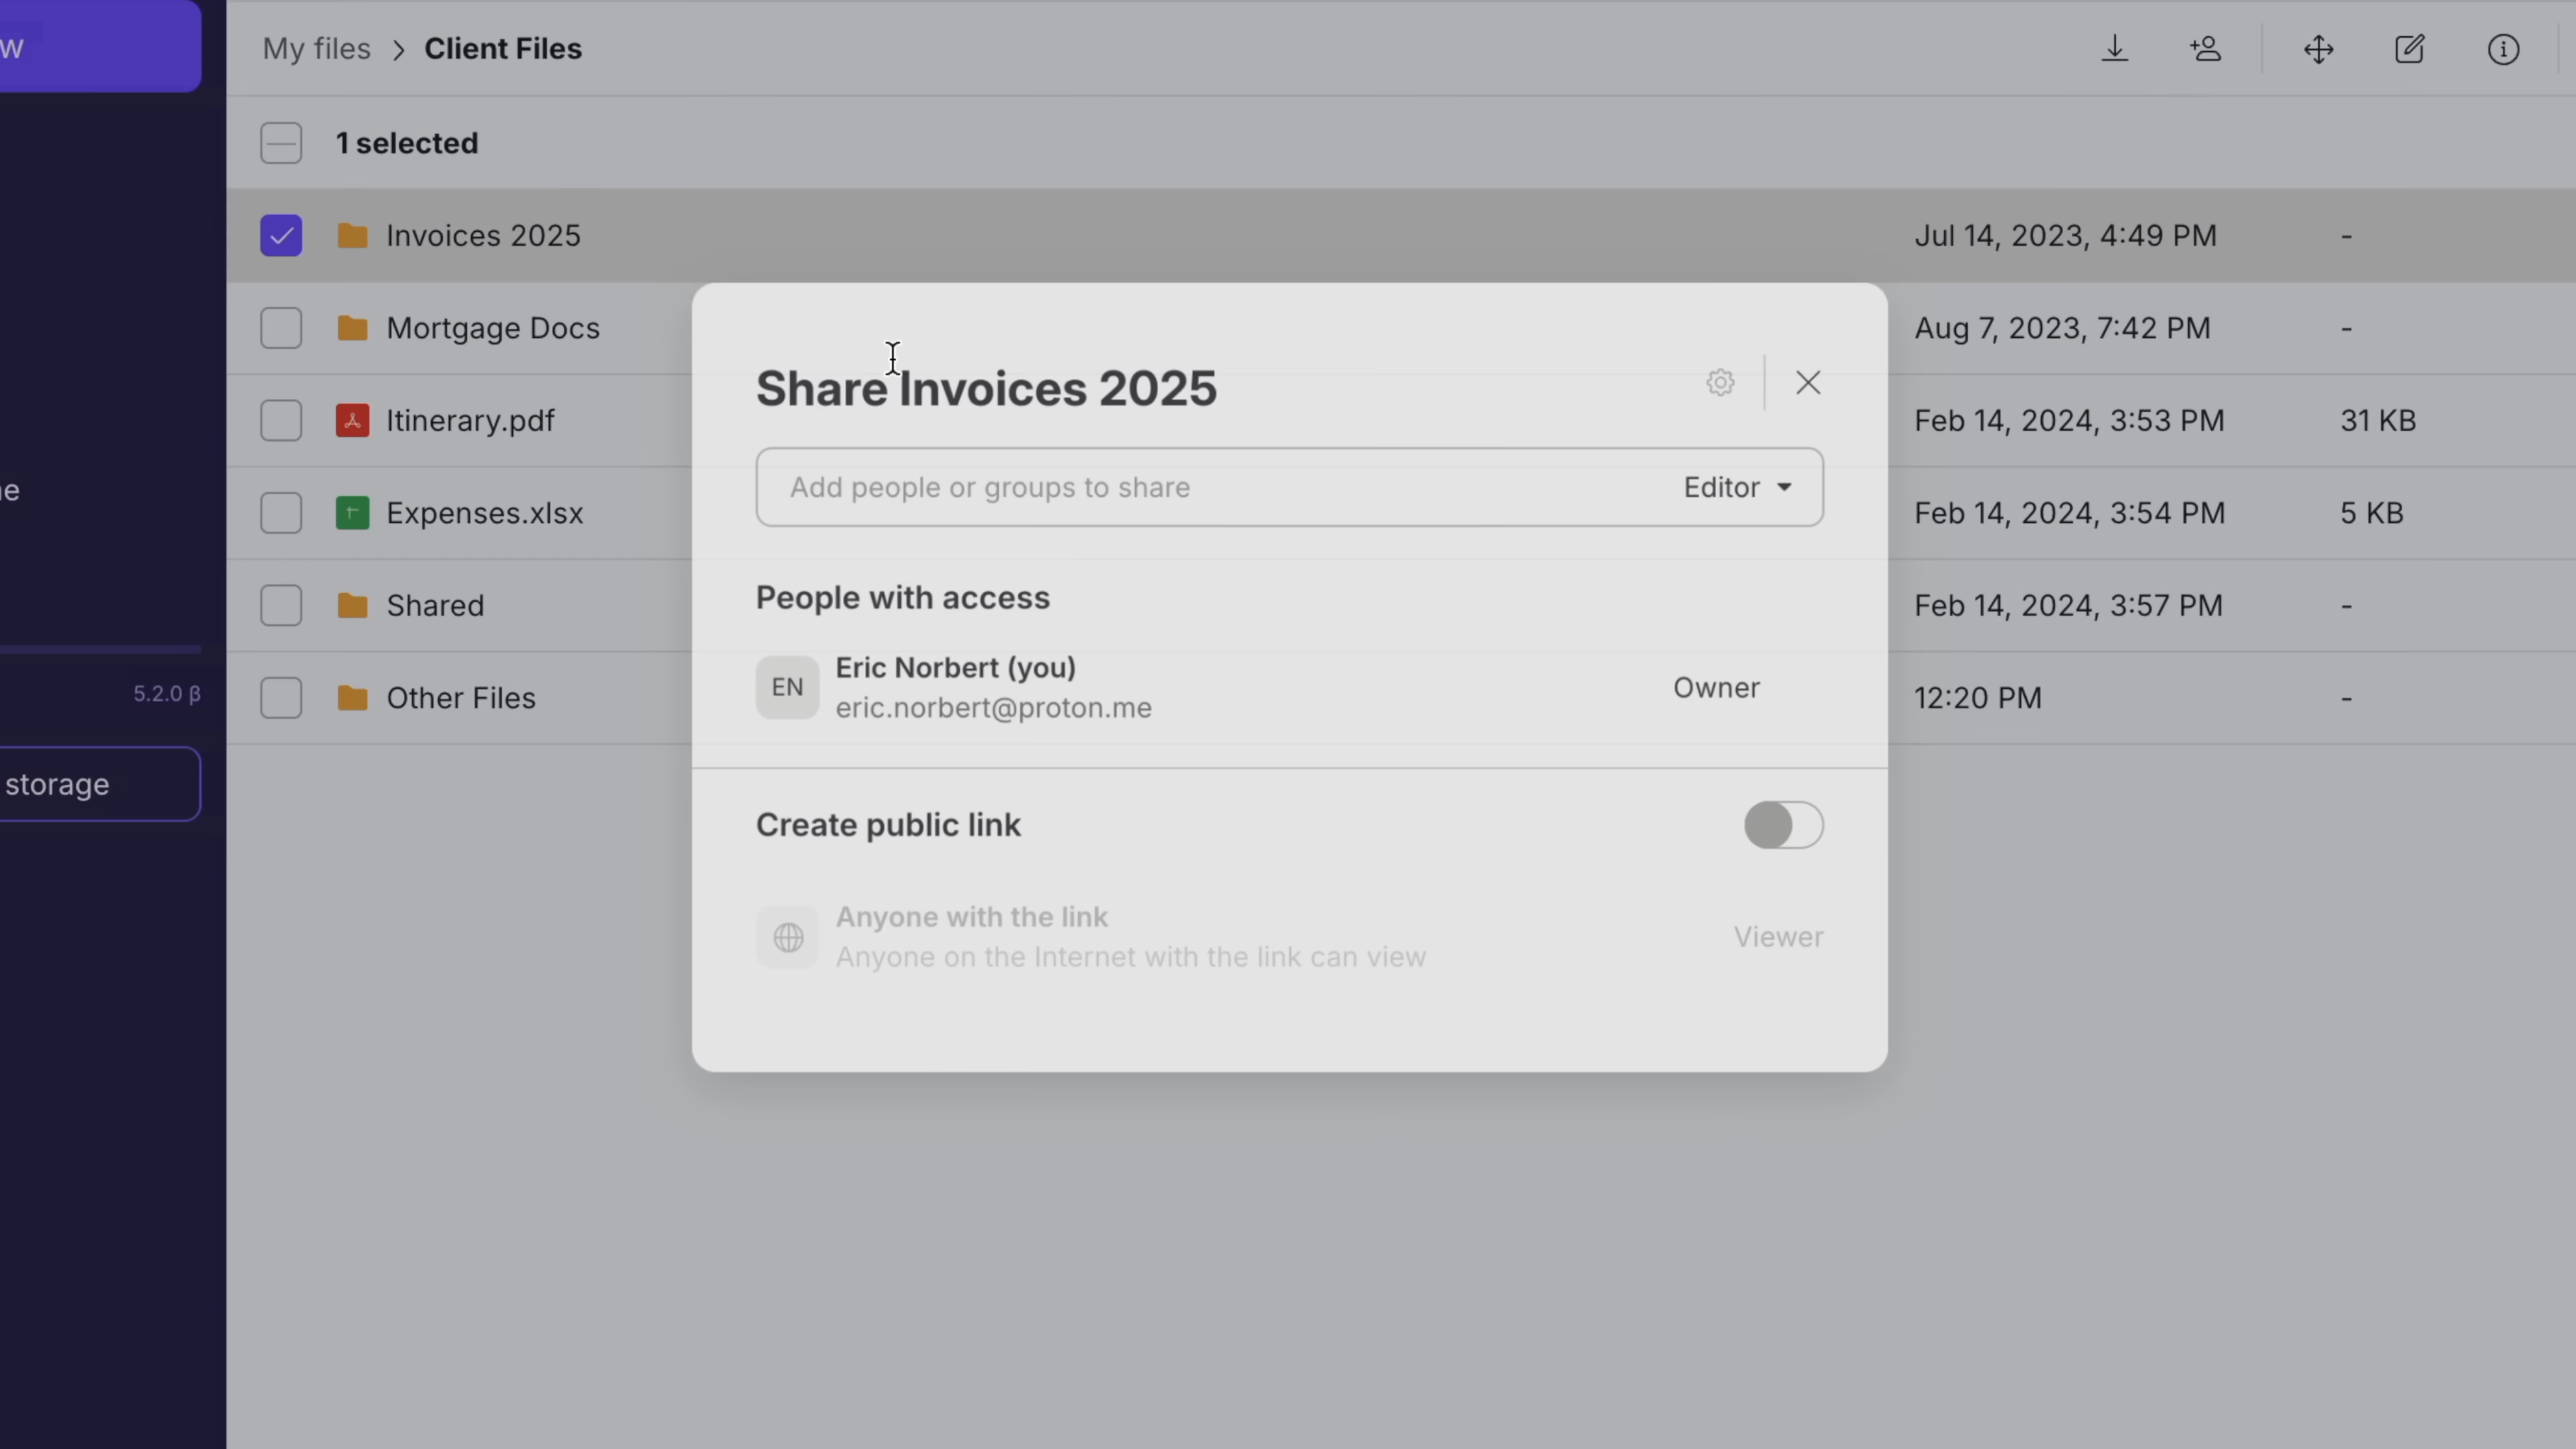 w
My files > Client Files
1 selected
Invoices 2025 Jul 14, 2023, 4:49 PM -
Mortgage Docs Aug 7, 2023, 7:42 PM -
Share Invoices 2025
Itinerary.pdf Feb 14, 2024, 3:53 PM 31 KB
Add people or groups to share Editor
ne
Expenses.xlsx Feb 14, 2024, 3:54 PM 5 KB
People with access
Shared Feb 14, 2024, 3:57 PM -
EN Eric Norbert (you) Owner
eric.norbert@proton.me
5.2.0 β
Other Files 12:20 PM -
storage
Create public link
Anyone with the link Viewer
Anyone on the Internet with the link can view